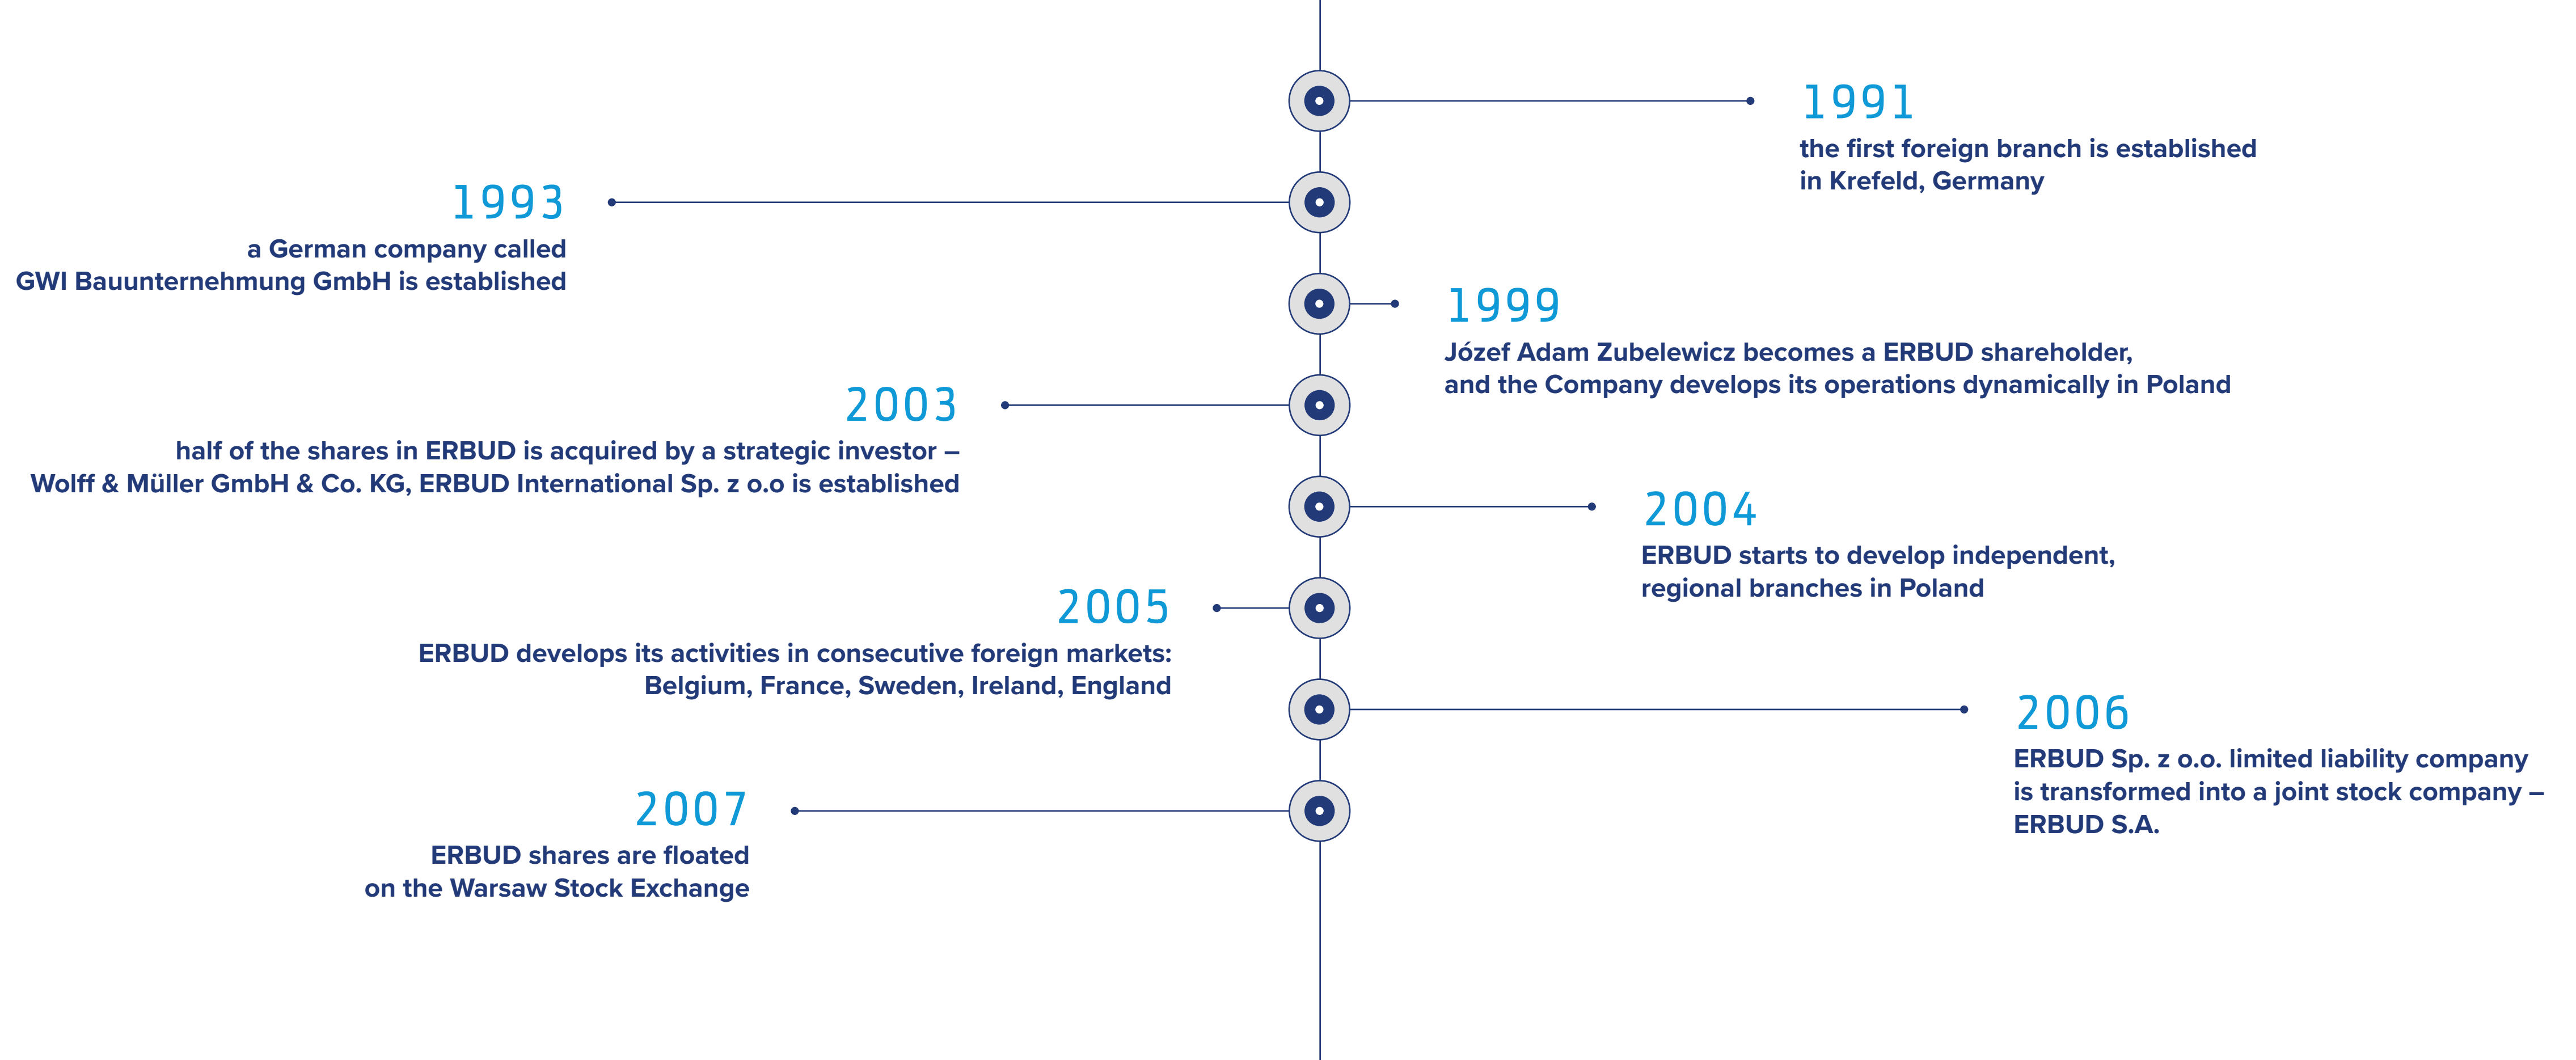 1991
the first foreign branch is established
in Krefeld, Germany
1993
a German company called
GWI Bauunternehmung GmbH is established
1999
Józef Adam Zubelewicz becomes a ERBUD shareholder,
and the Company develops its operations dynamically in Poland
2003
half of the shares in ERBUD is acquired by a strategic investor –
Wolff & Müller GmbH & Co. KG, ERBUD International Sp. z o.o is established
2004
ERBUD starts to develop independent,
regional branches in Poland
2005
ERBUD develops its activities in consecutive foreign markets:
Belgium, France, Sweden, Ireland, England
2006
ERBUD Sp. z o.o. limited liability company
is transformed into a joint stock company –
ERBUD S.A.
2007
ERBUD shares are floated
on the Warsaw Stock Exchange